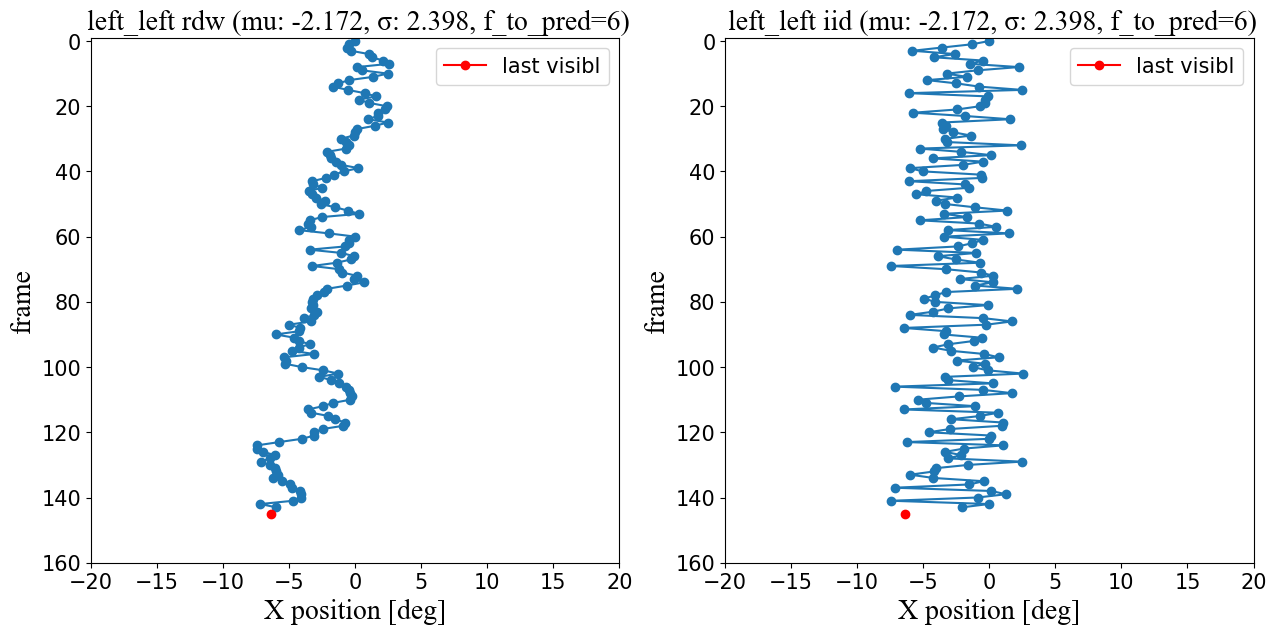 left_left rdw (mu: -2.172, σ: 2.398, f_to_pred=6)
last visibl
0
20
40
60
80
100
120
140
160
frame
−20 −15 −10 −5 0 5 10 15 20
X position [deg]
left_left iid (mu: -2.172, σ: 2.398, f_to_pred=6)
last visibl
0
20
40
60
80
100
120
140
160
frame
−20 −15 −10 −5 0 5 10 15 20
X position [deg]